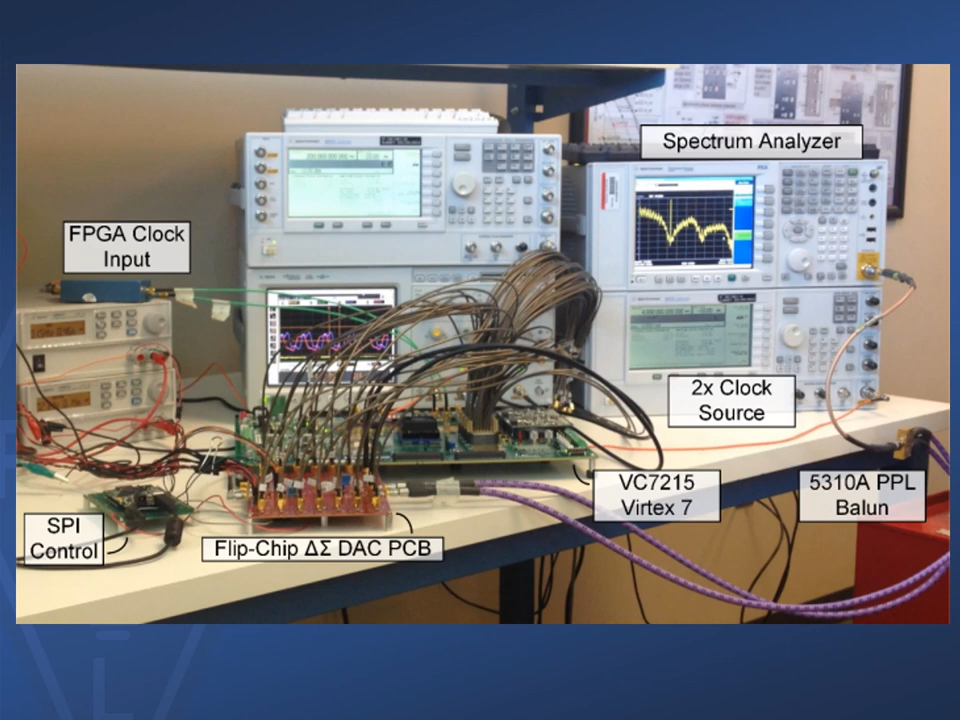 Spectrum Analyzer
FPGA Clock
Input
2x Clock
Source
VC7215
Virtex 7
5310A PPL
Balun
SPI
Control
Flip-Chip ΔΣ DAC PCB